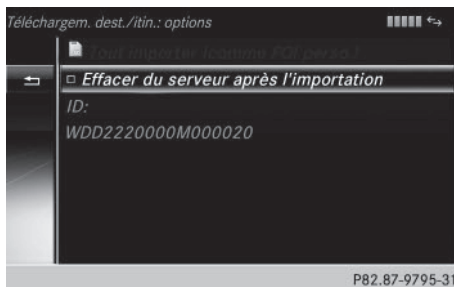 Téléchargem. dest./itin.: options
Tout importer (comme POI perso)
Effacer du serveur après l'importation
ID:
WDD2220000M000020
P82.87-9795-31